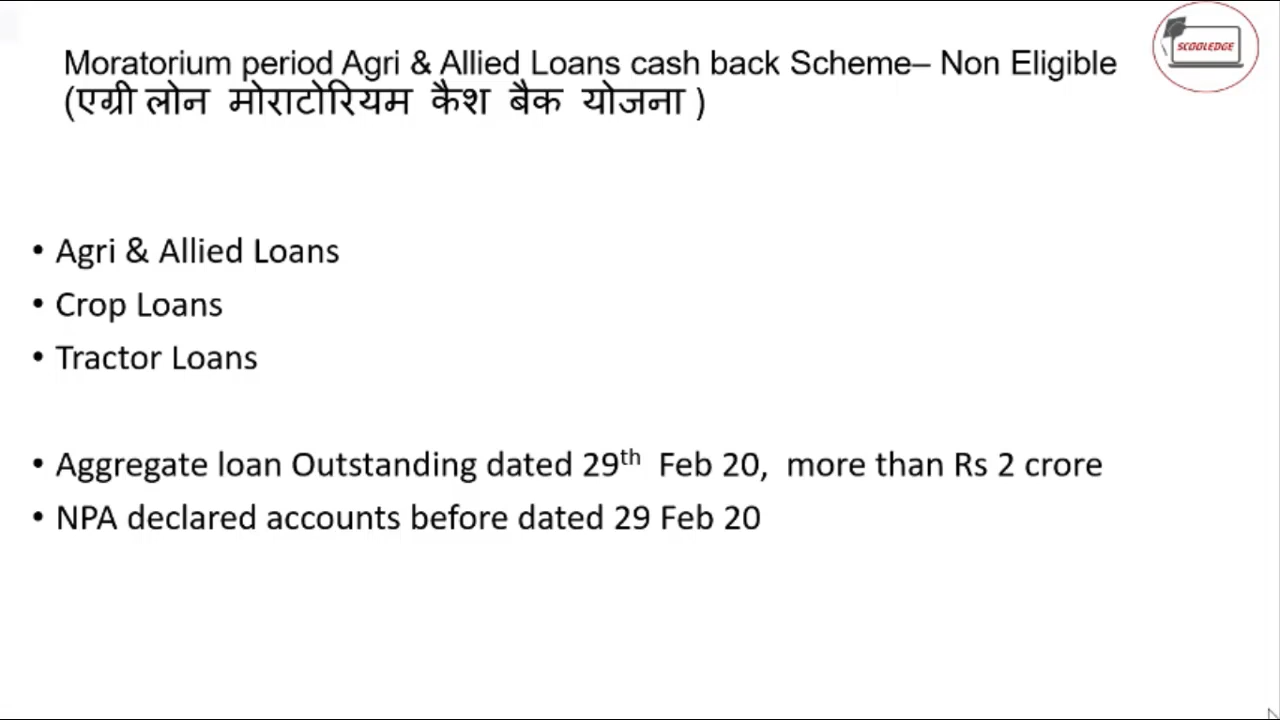 SCOOLEDGE
Moratorium period Agri & Allied Loans cash back Scheme– Non Eligible
(एग्री लोन मोराटोरियम कैश बैक योजना )
• Agri & Allied Loans
• Crop Loans
• Tractor Loans
• Aggregate loan Outstanding dated 29th Feb 20, more than Rs 2 crore
• NPA declared accounts before dated 29 Feb 20